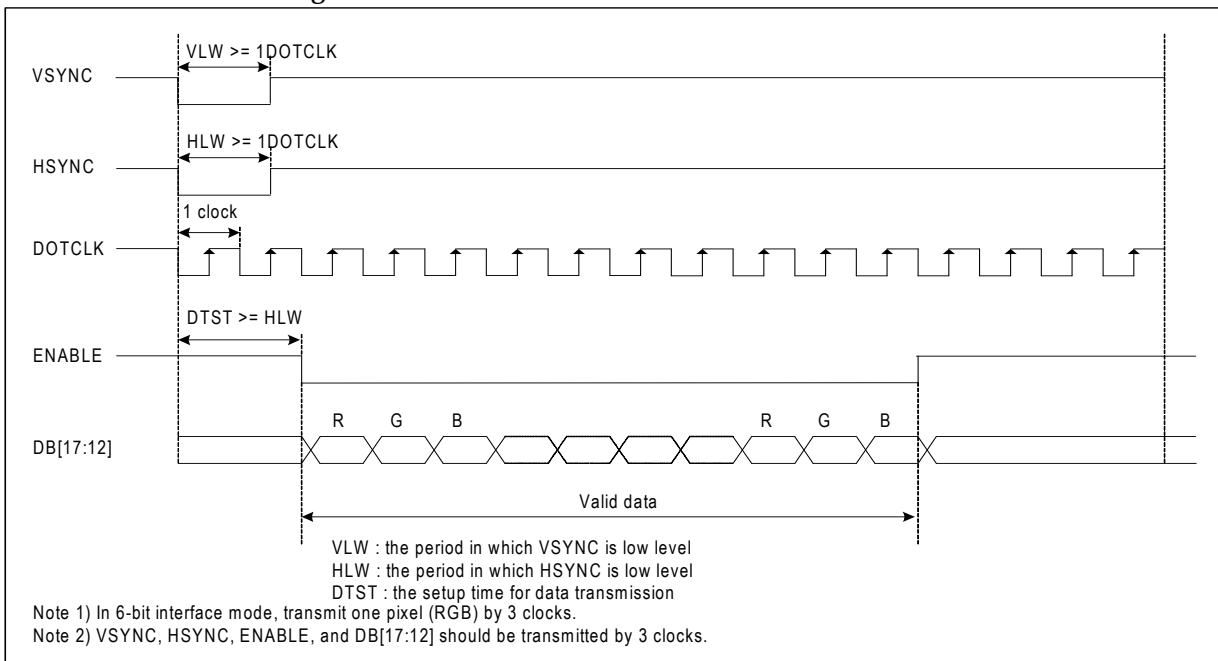 VLW >= 1DOTCLK
VSYNC
HLW >= 1DOTCLK
HSYNC
1 clock
DOTCLK
DTST >= HLW
ENABLE
R G B R G B
DB[17:12]
Valid data
VLW : the period in which VSYNC is low level
HLW : the period in which HSYNC is low level
DTST : the setup time for data transmission
Note 1) In 6-bit interface mode, transmit one pixel (RGB) by 3 clocks.
Note 2) VSYNC, HSYNC, ENABLE, and DB[17:12] should be transmitted by 3 clocks.